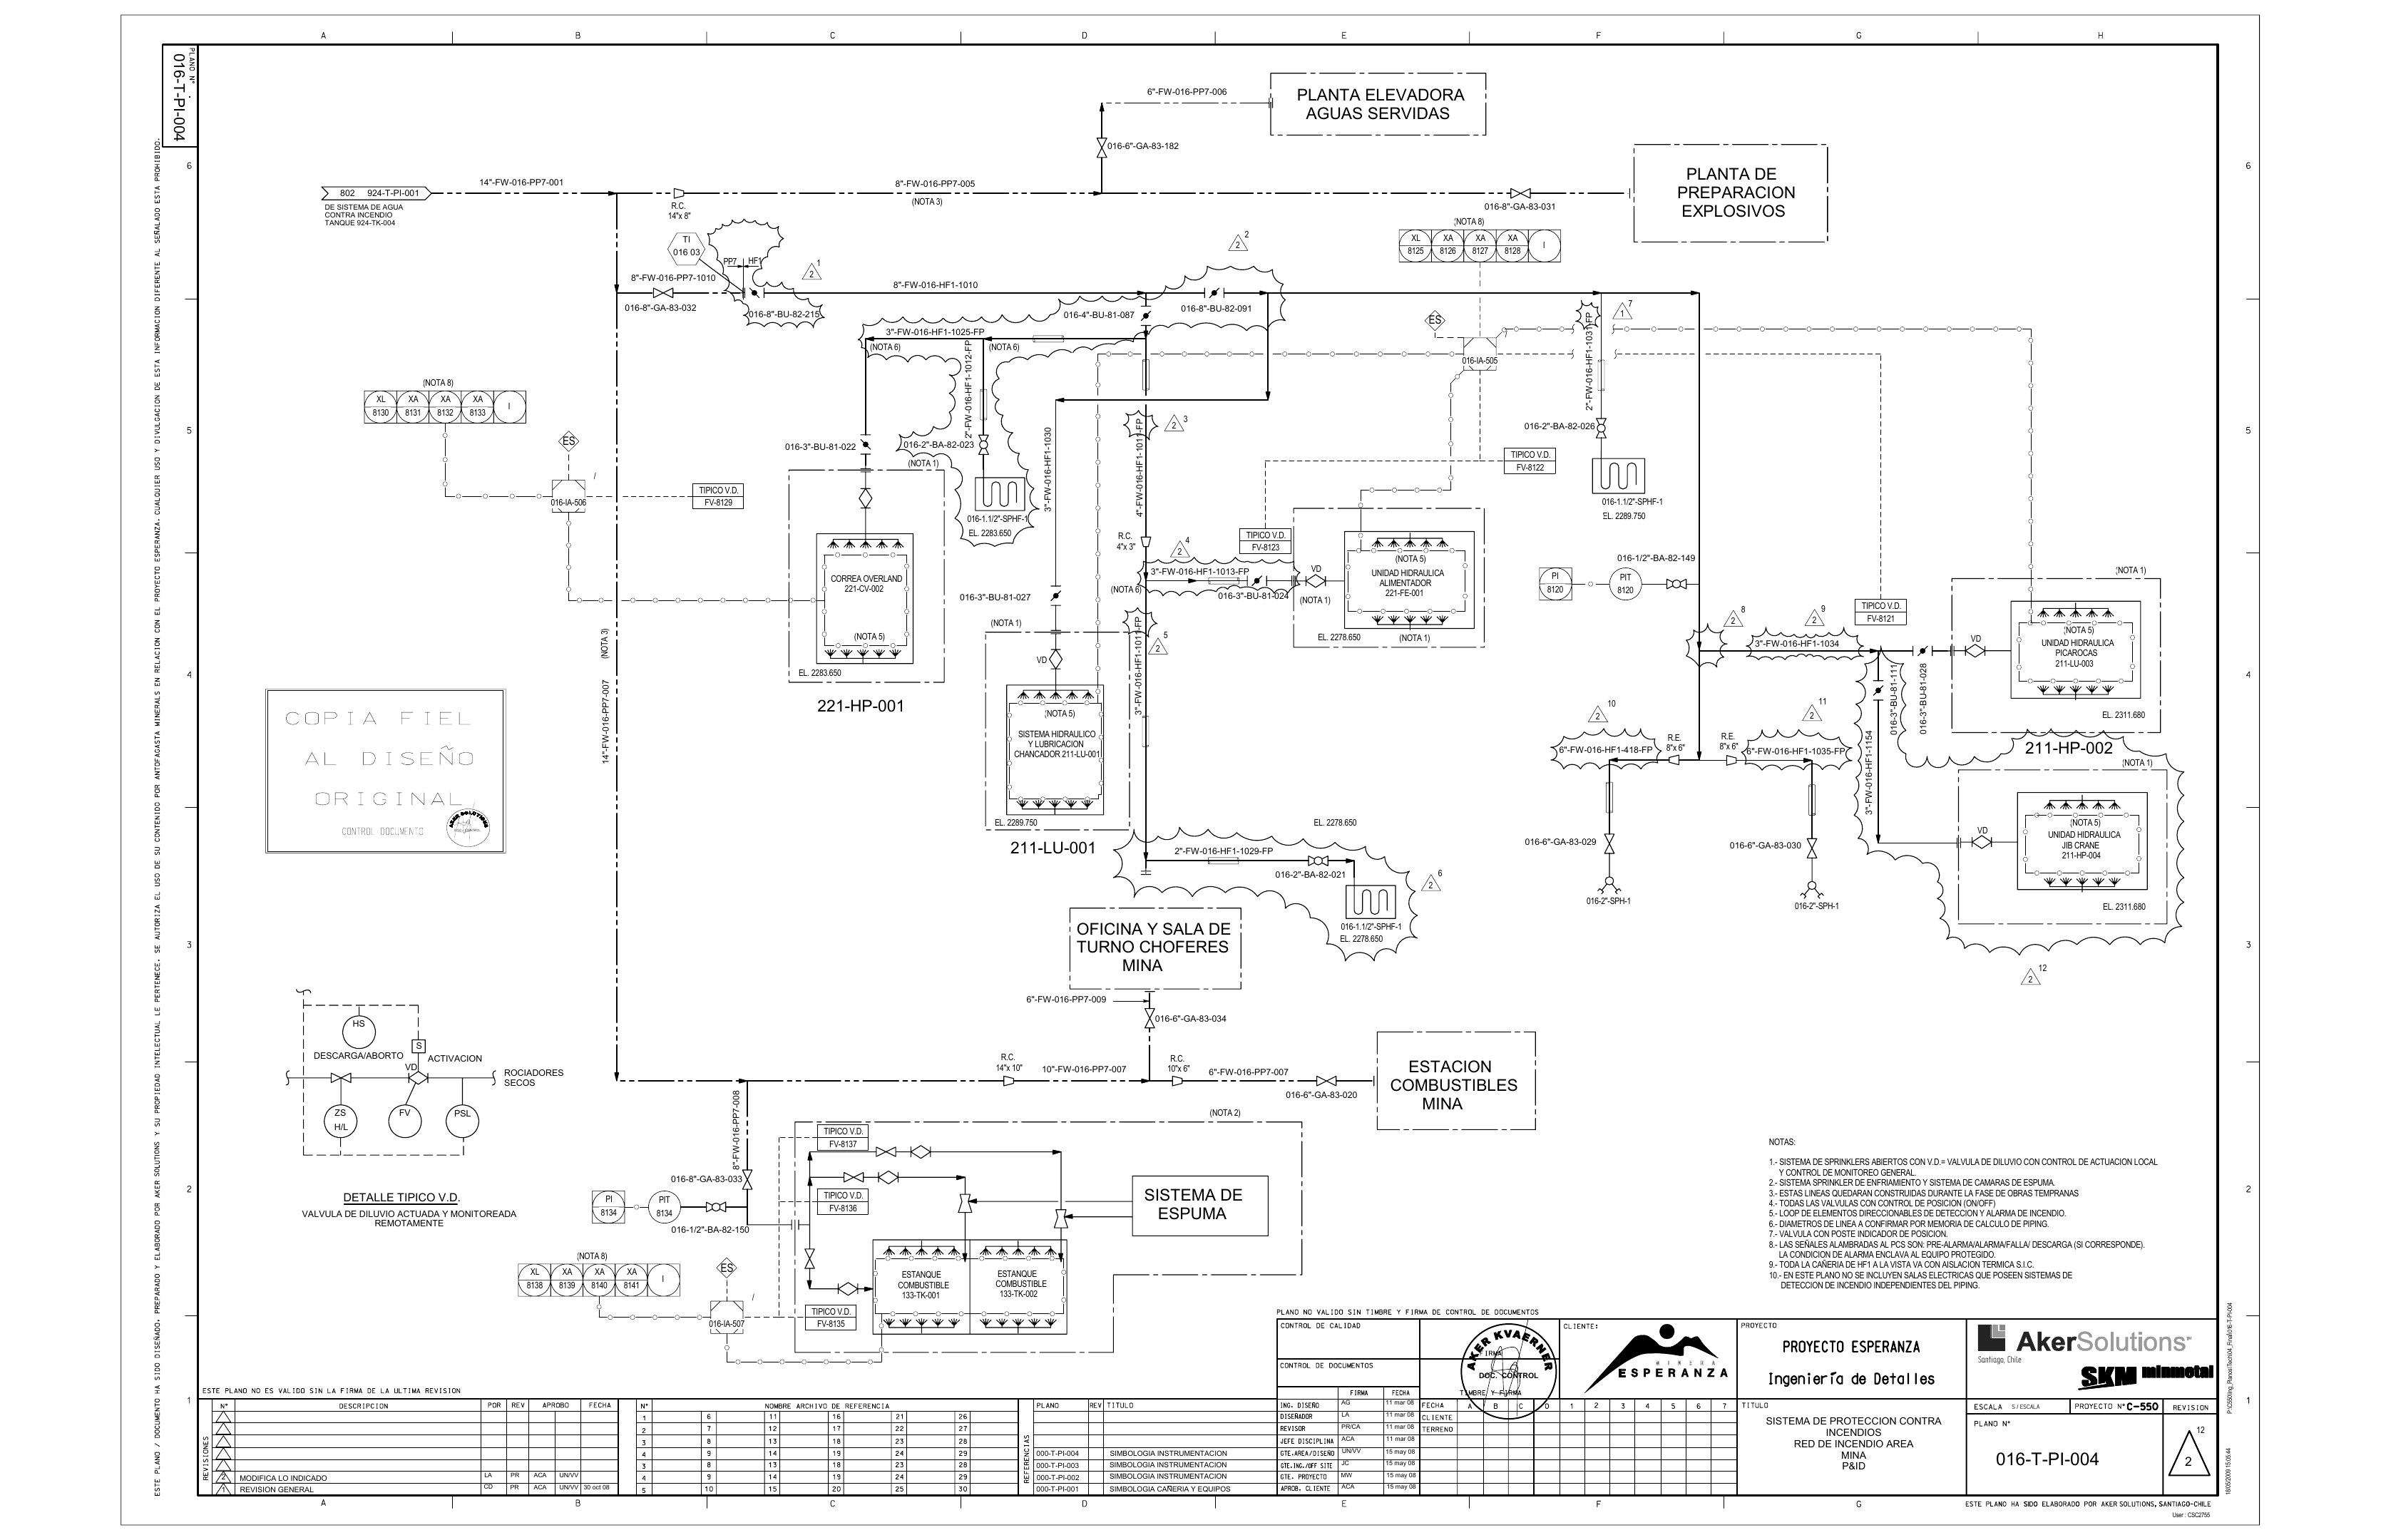 A
B
C
D
E
F
G
H
PLANO N°
016-T-PI-004
6
5
4
3
2
1
ESTE PLANO / DOCUMENTO HA SIDO DISEÑADO, PREPARADO Y ELABORADO POR AKER SOLUTIONS Y SU PROPIEDAD INTELECTUAL LE PERTENECE. SE AUTORIZA EL USO DE SU CONTENIDO POR ANTOFAGASTA MINERALS EN RELACION CON EL PROYECTO ESPERANZA. CUALQUIER USO Y DIVULGACION DE ESTA INFORMACION DIFERENTE AL SEÑALADO ESTA PROHIBIDO.
6"-FW-016-PP7-006
PLANTA ELEVADORA
AGUAS SERVIDAS
016-6"-GA-83-182
PLANTA DE
PREPARACION
EXPLOSIVOS
802 924-T-PI-001
DE SISTEMA DE AGUA
CONTRA INCENDIO
TANQUE 924-TK-004
14"-FW-016-PP7-001
R.C.
14"x 8"
8"-FW-016-PP7-005
(NOTA 3)
016-8"-GA-83-031
TI
016 03
PP7
HF1
2
1
8"-FW-016-PP7-1010
016-8"-GA-83-032
016-8"-BU-82-215
8"-FW-016-HF1-1010
2
2
016-4"-BU-81-087
016-8"-BU-82-091
(NOTA 8)
XL 8125
XA 8126
XA 8127
XA 8128
I
ES
016-IA-505
1
7
2"-FW-016-HF1-1031-FP
016-2"-BA-82-026
016-1.1/2"-SPHF-1
EL. 2289.750
3"-FW-016-HF1-1025-FP
(NOTA 6)
(NOTA 6)
2"-FW-016-HF1-1012-FP
016-3"-BU-81-022
016-2"-BA-82-023
(NOTA 1)
016-1.1/2"-SPHF-1
EL. 2283.650
(NOTA 8)
XL 8130
XA 8131
XA 8132
XA 8133
I
ES
016-IA-506
TIPICO V.D.
FV-8129
CORREA OVERLAND
221-CV-002
(NOTA 5)
EL. 2283.650
221-HP-001
3"-FW-016-HF1-1030
016-3"-BU-81-027
(NOTA 1)
VD
(NOTA 5)
SISTEMA HIDRAULICO
Y LUBRICACION
CHANCADOR 211-LU-001
EL. 2289.750
211-LU-001
2
3
4"-FW-016-HF1-1011-FP
R.C.
4"x 3"
2
4
3"-FW-016-HF1-1013-FP
(NOTA 6)
016-3"-BU-81-024
3"-FW-016-HF1-1011-FP
2
5
TIPICO V.D.
FV-8123
TIPICO V.D.
FV-8122
VD
(NOTA 1)
(NOTA 5)
UNIDAD HIDRAULICA
ALIMENTADOR
221-FE-001
EL. 2278.650
(NOTA 1)
016-1/2"-BA-82-149
PI 8120
PIT 8120
2
8
2
9
3"-FW-016-HF1-1034
TIPICO V.D.
FV-8121
016-3"-BU-81-111
016-3"-BU-81-028
VD
(NOTA 1)
(NOTA 5)
UNIDAD HIDRAULICA
PICAROCAS
211-LU-003
EL. 2311.680
211-HP-002
2
10
2
11
6"-FW-016-HF1-418-FP
R.E.
8"x 6"
R.E.
8"x 6"
6"-FW-016-HF1-1035-FP
3"-FW-016-HF1-1154
016-6"-GA-83-029
016-6"-GA-83-030
016-2"-SPH-1
016-2"-SPH-1
(NOTA 1)
VD
(NOTA 5)
UNIDAD HIDRAULICA
JIB CRANE
211-HP-004
EL. 2311.680
2
12
COPIA FIEL
AL DISEÑO
ORIGINAL
CONTROL DOCUMENTO
AKER SOLUTIONS
14"-FW-016-PP7-007
(NOTA 3)
EL. 2278.650
2"-FW-016-HF1-1029-FP
016-2"-BA-82-021
2
6
016-1.1/2"-SPHF-1
EL. 2278.650
OFICINA Y SALA DE
TURNO CHOFERES
MINA
6"-FW-016-PP7-009
016-6"-GA-83-034
R.C.
14"x 10"
10"-FW-016-PP7-007
R.C.
10"x 6"
6"-FW-016-PP7-007
016-6"-GA-83-020
ESTACION
COMBUSTIBLES
MINA
HS
DESCARGA/ABORTO
S
ACTIVACION
VD
ROCIADORES
SECOS
ZS
H/L
FV
PSL
DETALLE TIPICO V.D.
VALVULA DE DILUVIO ACTUADA Y MONITOREADA
REMOTAMENTE
8"-FW-016-PP7-008
016-8"-GA-83-033
PI 8134
PIT 8134
016-1/2"-BA-82-150
(NOTA 2)
TIPICO V.D.
FV-8137
TIPICO V.D.
FV-8136
SISTEMA DE
ESPUMA
(NOTA 8)
XL 8138
XA 8139
XA 8140
XA 8141
I
ES
016-IA-507
TIPICO V.D.
FV-8135
ESTANQUE
COMBUSTIBLE
133-TK-001
ESTANQUE
COMBUSTIBLE
133-TK-002
NOTAS:
1.- SISTEMA DE SPRINKLERS ABIERTOS CON V.D.= VALVULA DE DILUVIO CON CONTROL DE ACTUACION LOCAL
Y CONTROL DE MONITOREO GENERAL.
2.- SISTEMA SPRINKLER DE ENFRIAMIENTO Y SISTEMA DE CAMARAS DE ESPUMA.
3.- ESTAS LINEAS QUEDARAN CONSTRUIDAS DURANTE LA FASE DE OBRAS TEMPRANAS
4.- TODAS LAS VALVULAS CON CONTROL DE POSICION (ON/OFF)
5.- LOOP DE ELEMENTOS DIRECCIONABLES DE DETECCION Y ALARMA DE INCENDIO.
6.- DIAMETROS DE LINEA A CONFIRMAR POR MEMORIA DE CALCULO DE PIPING.
7.- VALVULA CON POSTE INDICADOR DE POSICION.
8.- LAS SEÑALES ALAMBRADAS AL PCS SON: PRE-ALARMA/ALARMA/FALLA/ DESCARGA (SI CORRESPONDE).
LA CONDICION DE ALARMA ENCLAVA AL EQUIPO PROTEGIDO.
9.- TODA LA CAÑERIA DE HF1 A LA VISTA VA CON AISLACION TERMICA S.I.C.
10.- EN ESTE PLANO NO SE INCLUYEN SALAS ELECTRICAS QUE POSEEN SISTEMAS DE
DETECCION DE INCENDIO INDEPENDIENTES DEL PIPING.
PLANO NO VALIDO SIN TIMBRE Y FIRMA DE CONTROL DE DOCUMENTOS
CONTROL DE CALIDAD
CONTROL DE DOCUMENTOS
FIRMA
AKER KVAERNER
DOC. CONTROL
TIMBRE Y FIRMA
CLIENTE:
MINERA
ESPERANZA
PROYECTO
PROYECTO ESPERANZA
Ingeniería de Detalles
AkerSolutions
Santiago, Chile
SKM minmetal
ESTE PLANO NO ES VALIDO SIN LA FIRMA DE LA ULTIMA REVISION
REVISIONES
N° DESCRIPCION POR REV APROBO FECHA
2 MODIFICA LO INDICADO LA PR ACA UN/VV
1 REVISION GENERAL CD PR ACA UN/VV 30 oct 08
N° NOMBRE ARCHIVO DE REFERENCIA
1 6 11 16 21 26
2 7 12 17 22 27
3 8 13 18 23 28
4 9 14 19 24 29
3 8 13 18 23 28
4 9 14 19 24 29
5 10 15 20 25 30
REFERENCIAS
PLANO REV TITULO
000-T-PI-004 SIMBOLOGIA INSTRUMENTACION
000-T-PI-003 SIMBOLOGIA INSTRUMENTACION
000-T-PI-002 SIMBOLOGIA INSTRUMENTACION
000-T-PI-001 SIMBOLOGIA CAÑERIA Y EQUIPOS
FIRMA FECHA
ING. DISEÑO AG 11 mar 08
DISEÑADOR LA 11 mar 08
REVISOR PR/CA 11 mar 08
JEFE DISCIPLINA ACA 11 mar 08
GTE.AREA/DISEÑO UN/VV 15 may 08
GTE.ING./OFF SITE JC 15 may 08
GTE. PROYECTO MW 15 may 08
APROB. CLIENTE ACA 15 may 08
FECHA A B C D 1 2 3 4 5 6 7
CLIENTE
TERRENO
TITULO
SISTEMA DE PROTECCION CONTRA
INCENDIOS
RED DE INCENDIO AREA
MINA
P&ID
ESCALA S/ESCALA
PROYECTO N° C-550
REVISION
PLANO N°
016-T-PI-004
12
2
18/05/2009 15:05:44
A
B
C
D
E
F
G
ESTE PLANO HA SIDO ELABORADO POR AKER SOLUTIONS, SANTIAGO-CHILE
User : CSC2755
6
5
4
3
2
1